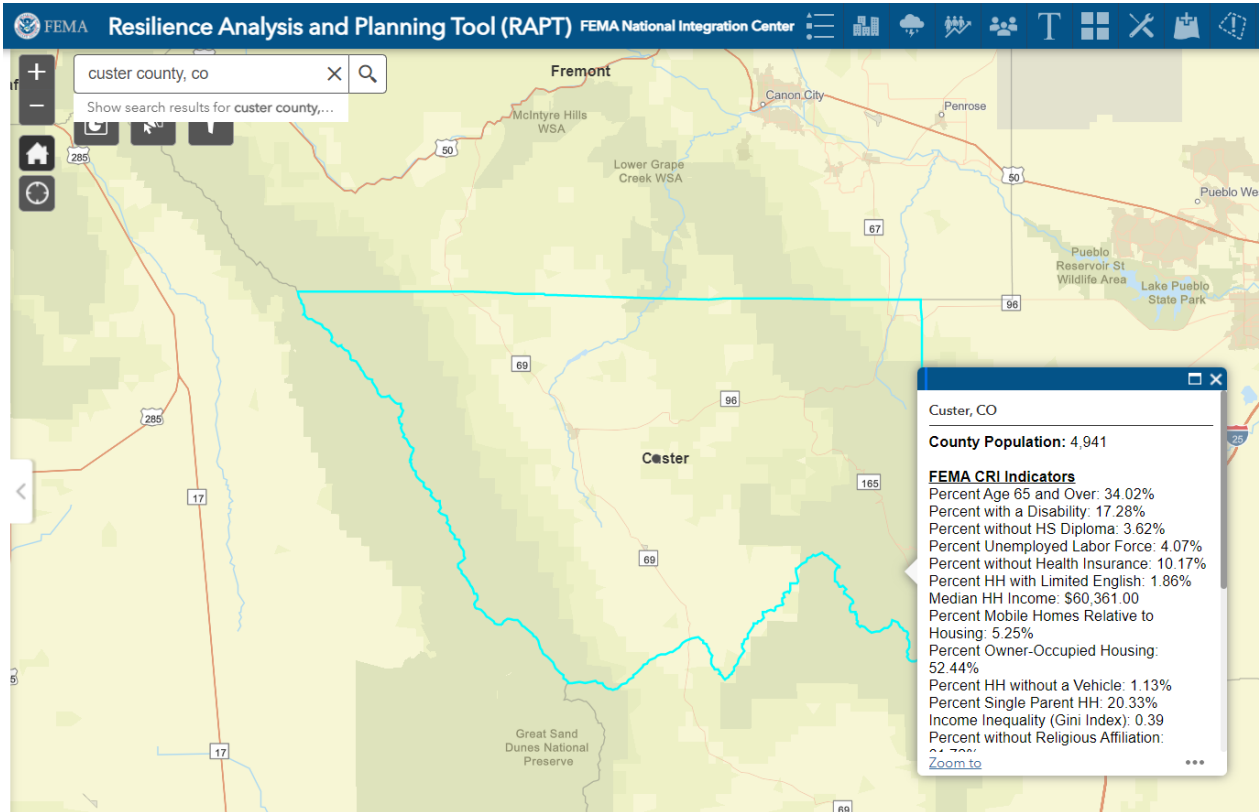 FEMA
Resilience Analysis and Planning Tool (RAPT) FEMA National Integration Center
T
+
−
custer county, co
Show search results for custer county,...
Fremont
Canon City
Penrose
McIntyre Hills
WSA
285
50
Lower Grape
Creek WSA
50
Pueblo We
67
Pueblo
Reservoir St
Wildlife Area
Lake Pueblo
State Park
96
69
96
285
25
Custer
165
17
69
Great Sand
Dunes National
Preserve
17
69
Custer, CO
County Population: 4,941
FEMA CRI Indicators
Percent Age 65 and Over: 34.02%
Percent with a Disability: 17.28%
Percent without HS Diploma: 3.62%
Percent Unemployed Labor Force: 4.07%
Percent without Health Insurance: 10.17%
Percent HH with Limited English: 1.86%
Median HH Income: $60,361.00
Percent Mobile Homes Relative to
Housing: 5.25%
Percent Owner-Occupied Housing:
52.44%
Percent HH without a Vehicle: 1.13%
Percent Single Parent HH: 20.33%
Income Inequality (Gini Index): 0.39
Percent without Religious Affiliation:
Zoom to